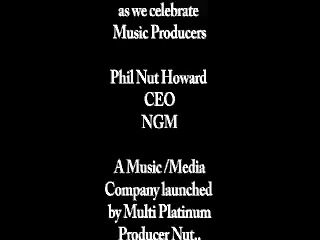 as we celebrate
Music Producers
Phil Nut Howard
CEO
NGM
A Music /Media
Company launched
by Multi Platinum
Producer Nut..